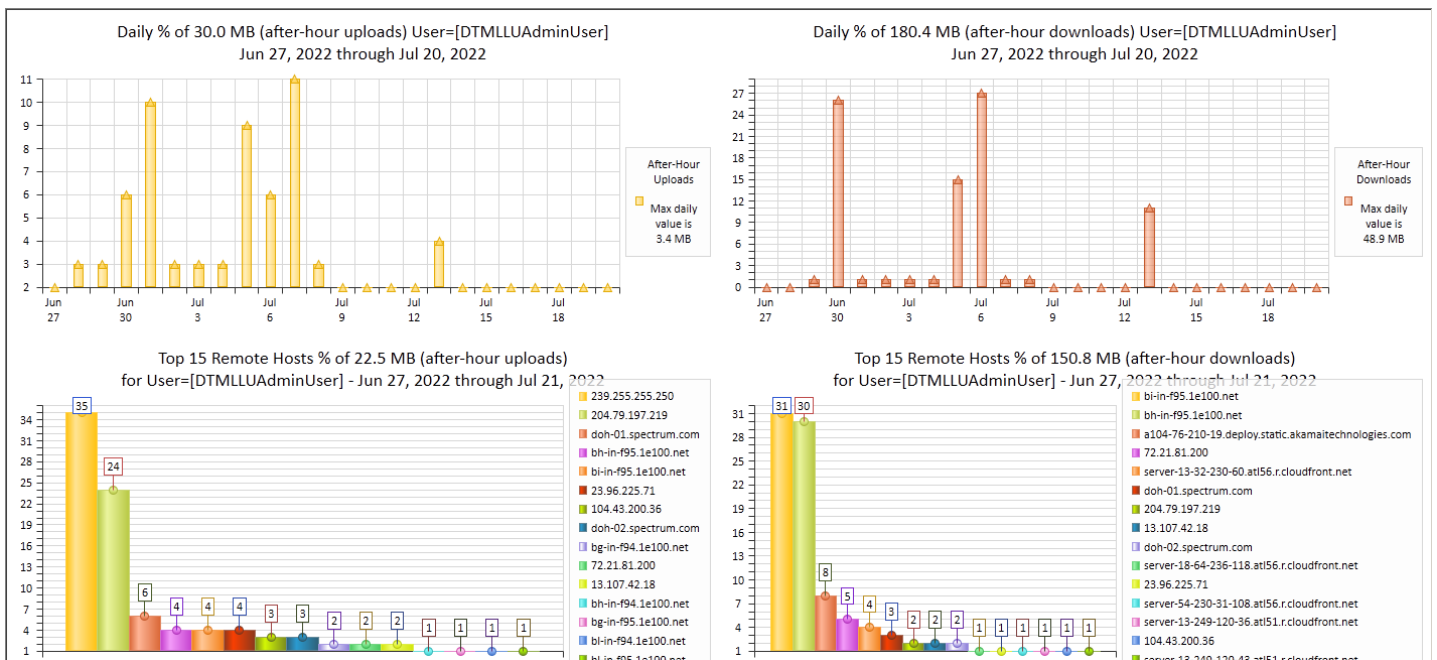 Daily % of 30.0 MB (after-hour uploads) User=[DTMLLUAdminUser]
Jun 27, 2022 through Jul 20, 2022
11
10
9
8
7
6
5
4
3
2
Jun Jun Jul Jul Jul Jul Jul Jul
27 30 3 6 9 12 15 18
After-Hour
Uploads
Max daily
value is
3.4 MB
Daily % of 180.4 MB (after-hour downloads) User=[DTMLLUAdminUser]
Jun 27, 2022 through Jul 20, 2022
27
24
21
18
15
12
9
6
3
0
Jun Jun Jul Jul Jul Jul Jul Jul
27 30 3 6 9 12 15 18
After-Hour
Downloads
Max daily
value is
48.9 MB
Top 15 Remote Hosts % of 22.5 MB (after-hour uploads)
for User=[DTMLLUAdminUser] - Jun 27, 2022 through Jul 21, 2022
34
31
28
25
22
19
16
13
10
7
4
1
35
24
6
4
4
4
3
3
2
2
2
1
1
1
1
239.255.255.250
204.79.197.219
doh-01.spectrum.com
bh-in-f95.1e100.net
bi-in-f95.1e100.net
23.96.225.71
104.43.200.36
doh-02.spectrum.com
bg-in-f94.1e100.net
72.21.81.200
13.107.42.18
bh-in-f94.1e100.net
bg-in-f95.1e100.net
bl-in-f94.1e100.net
bl-in-f95.1e100.net
Top 15 Remote Hosts % of 150.8 MB (after-hour downloads)
for User=[DTMLLUAdminUser] - Jun 27, 2022 through Jul 21, 2022
31
28
25
22
19
16
13
10
7
4
1
31
30
8
5
4
3
2
2
2
1
1
1
1
1
1
bi-in-f95.1e100.net
bh-in-f95.1e100.net
a104-76-210-19.deploy.static.akamaitechnologies.com
72.21.81.200
server-13-32-230-60.atl56.r.cloudfront.net
doh-01.spectrum.com
204.79.197.219
13.107.42.18
doh-02.spectrum.com
server-18-64-236-118.atl56.r.cloudfront.net
23.96.225.71
server-54-230-31-108.atl56.r.cloudfront.net
server-13-249-120-36.atl51.r.cloudfront.net
104.43.200.36
server-13-249-120-43.atl51.r.cloudfront.net